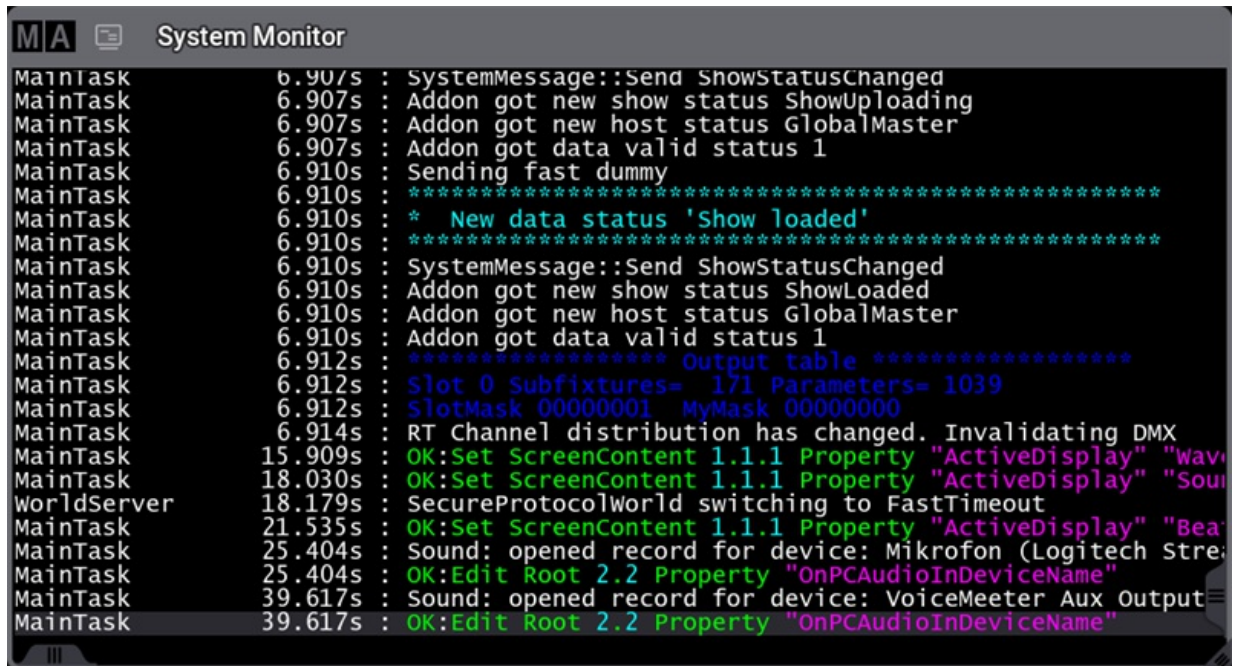 MA System Monitor
MainTask 6.907s : SystemMessage::Send ShowStatusChanged
MainTask 6.907s : Addon got new show status ShowUploading
MainTask 6.907s : Addon got new host status GlobalMaster
MainTask 6.907s : Addon got data valid status 1
MainTask 6.910s : Sending fast dummy
MainTask 6.910s : ****************************************************
MainTask 6.910s : *  New data status 'Show loaded'
MainTask 6.910s : ****************************************************
MainTask 6.910s : SystemMessage::Send ShowStatusChanged
MainTask 6.910s : Addon got new show status ShowLoaded
MainTask 6.910s : Addon got new host status GlobalMaster
MainTask 6.910s : Addon got data valid status 1
MainTask 6.912s : ****************** Output table ******************
MainTask 6.912s : Slot 0 Subfixtures=  171 Parameters= 1039
MainTask 6.912s : SlotMask 00000001  MyMask 00000000
MainTask 6.914s : RT Channel distribution has changed. Invalidating DMX
MainTask 15.909s : OK:Set ScreenContent 1.1.1 Property "ActiveDisplay" "Wav
MainTask 18.030s : OK:Set ScreenContent 1.1.1 Property "ActiveDisplay" "Sou
WorldServer 18.179s : SecureProtocolWorld switching to FastTimeout
MainTask 21.535s : OK:Set ScreenContent 1.1.1 Property "ActiveDisplay" "Bea
MainTask 25.404s : Sound: opened record for device: Mikrofon (Logitech Stre
MainTask 25.404s : OK:Edit Root 2.2 Property "OnPCAudioInDeviceName"
MainTask 39.617s : Sound: opened record for device: VoiceMeeter Aux Output
MainTask 39.617s : OK:Edit Root 2.2 Property "OnPCAudioInDeviceName"